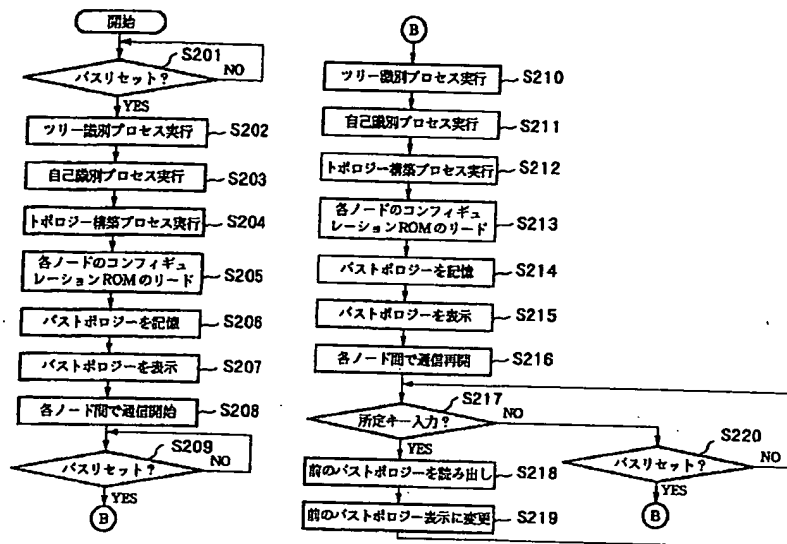 開始
S201
バスリセット?
NO
YES
ツリー識別プロセス実行
S202
自己識別プロセス実行
S203
トポロジー構築プロセス実行
S204
各ノードのコンフィギュ
レーションROMのリード
S205
バストポロジーを記憶
S206
バストポロジーを表示
S207
各ノード間で通信開始
S208
S209
バスリセット?
NO
YES
B
B
ツリー識別プロセス実行
S210
自己識別プロセス実行
S211
トポロジー構築プロセス実行
S212
各ノードのコンフィギュ
レーションROMのリード
S213
バストポロジーを記憶
S214
バストポロジーを表示
S215
各ノード間で通信再開
S216
S217
所定キー入力?
NO
YES
前のバストポロジーを読み出し
S218
前のバストポロジー表示に変更
S219
S220
バスリセット?
NO
YES
B